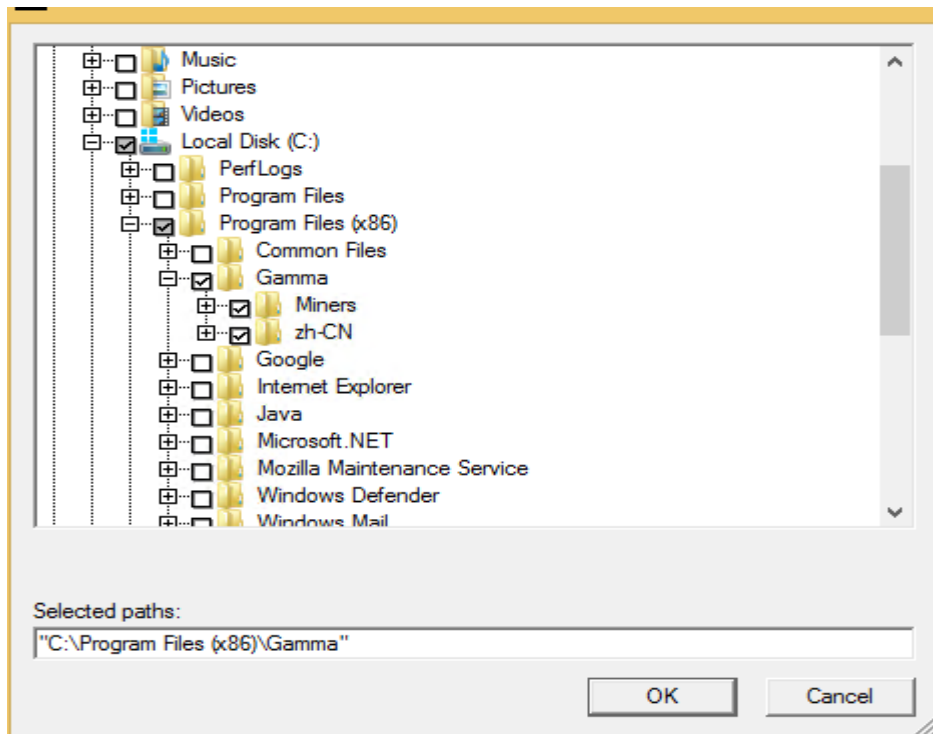 Music
Pictures
Videos
Local Disk (C:)
PerfLogs
Program Files
Program Files (x86)
Common Files
Gamma
Miners
zh-CN
Google
Internet Explorer
Java
Microsoft.NET
Mozilla Maintenance Service
Windows Defender
Windows Mail
Selected paths:
"C:\Program Files (x86)\Gamma"
OK Cancel